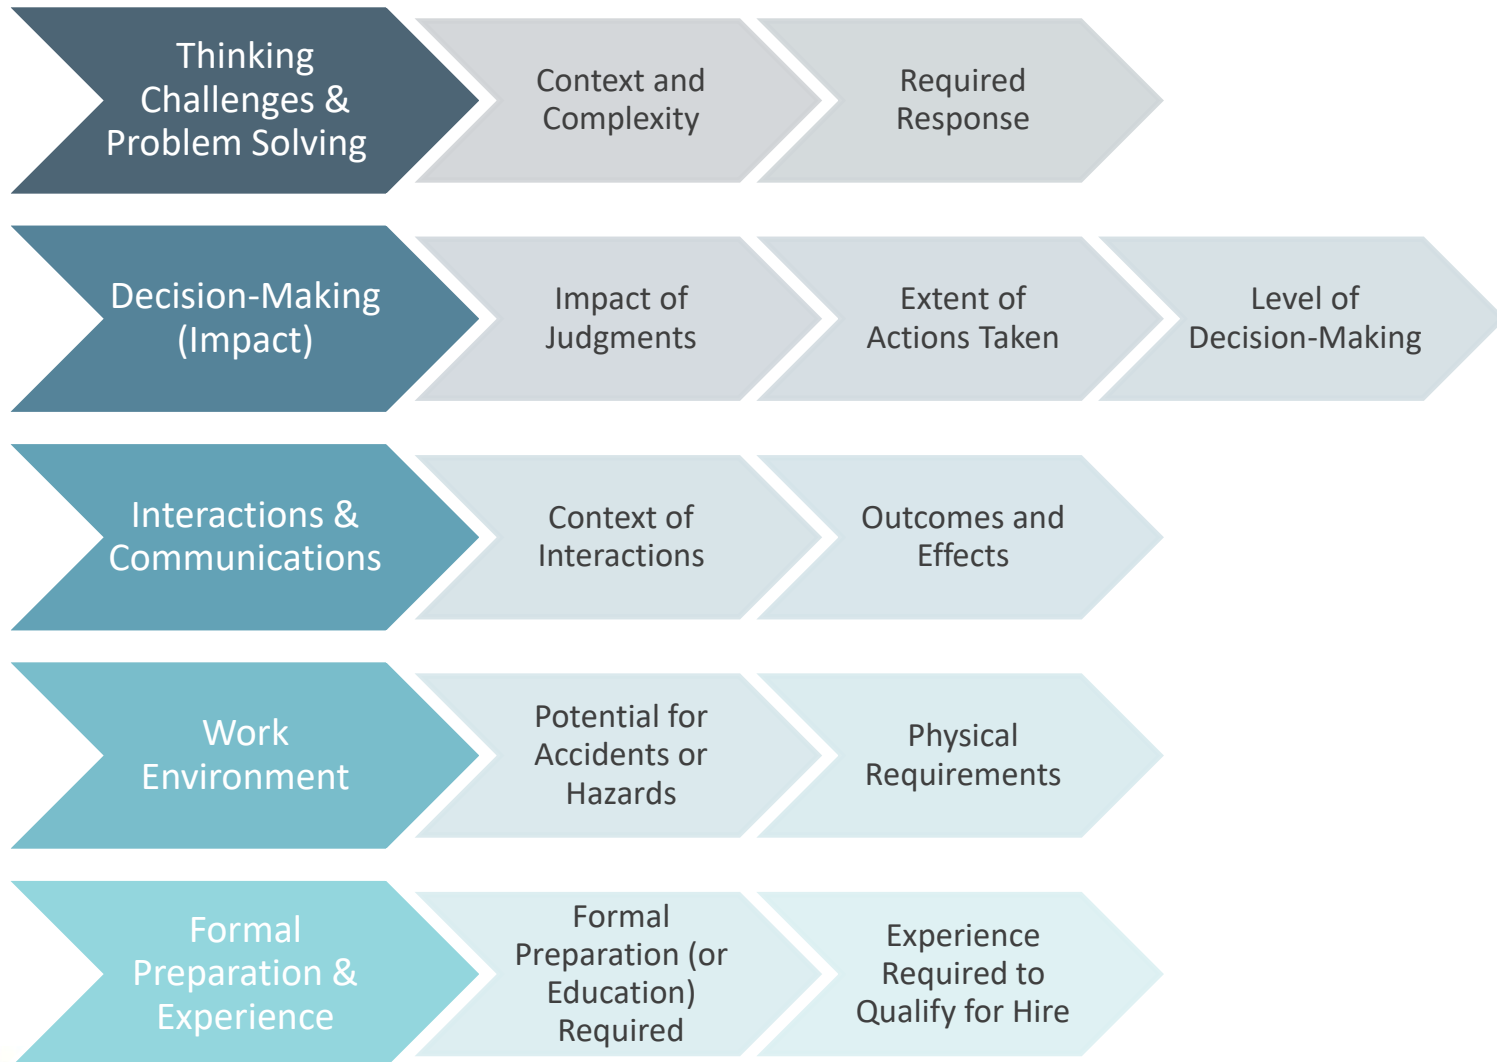 Thinking
Challenges &
Problem Solving
Context and
Complexity
Required
Response
Decision-Making
(Impact)
Impact of
Judgments
Extent of
Actions Taken
Level of
Decision-Making
Interactions &
Communications
Context of
Interactions
Outcomes and
Effects
Work
Environment
Potential for
Accidents or
Hazards
Physical
Requirements
Formal
Preparation &
Experience
Formal
Preparation (or
Education)
Required
Experience
Required to
Qualify for Hire